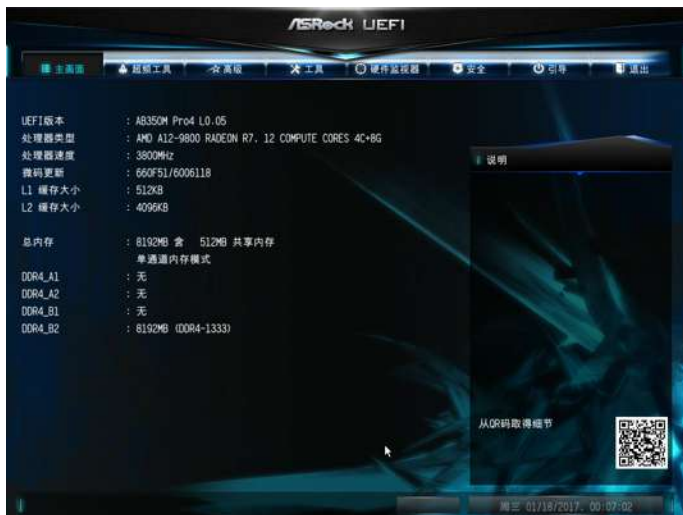 ASRock UEFI
主画面 超频工具 高级 工具 硬件监视器 安全 引导 退出
UEFI版本 : AB350M Pro4 L0.05
处理器类型 : AMD A12-9800 RADEON R7. 12 COMPUTE CORES 4C+8G
处理器速度 : 3800MHz
微码更新 : 660F51/6006118
L1 缓存大小 : 512KB
L2 缓存大小 : 4096KB
说明
总内存 : 8192MB 含 512MB 共享内存
单通道内存模式
DDR4_A1 : 无
DDR4_A2 : 无
DDR4_B1 : 无
DDR4_B2 : 8192MB (DDR4-1333)
从QR码取得细节
周三 01/18/2017. 00:07:02